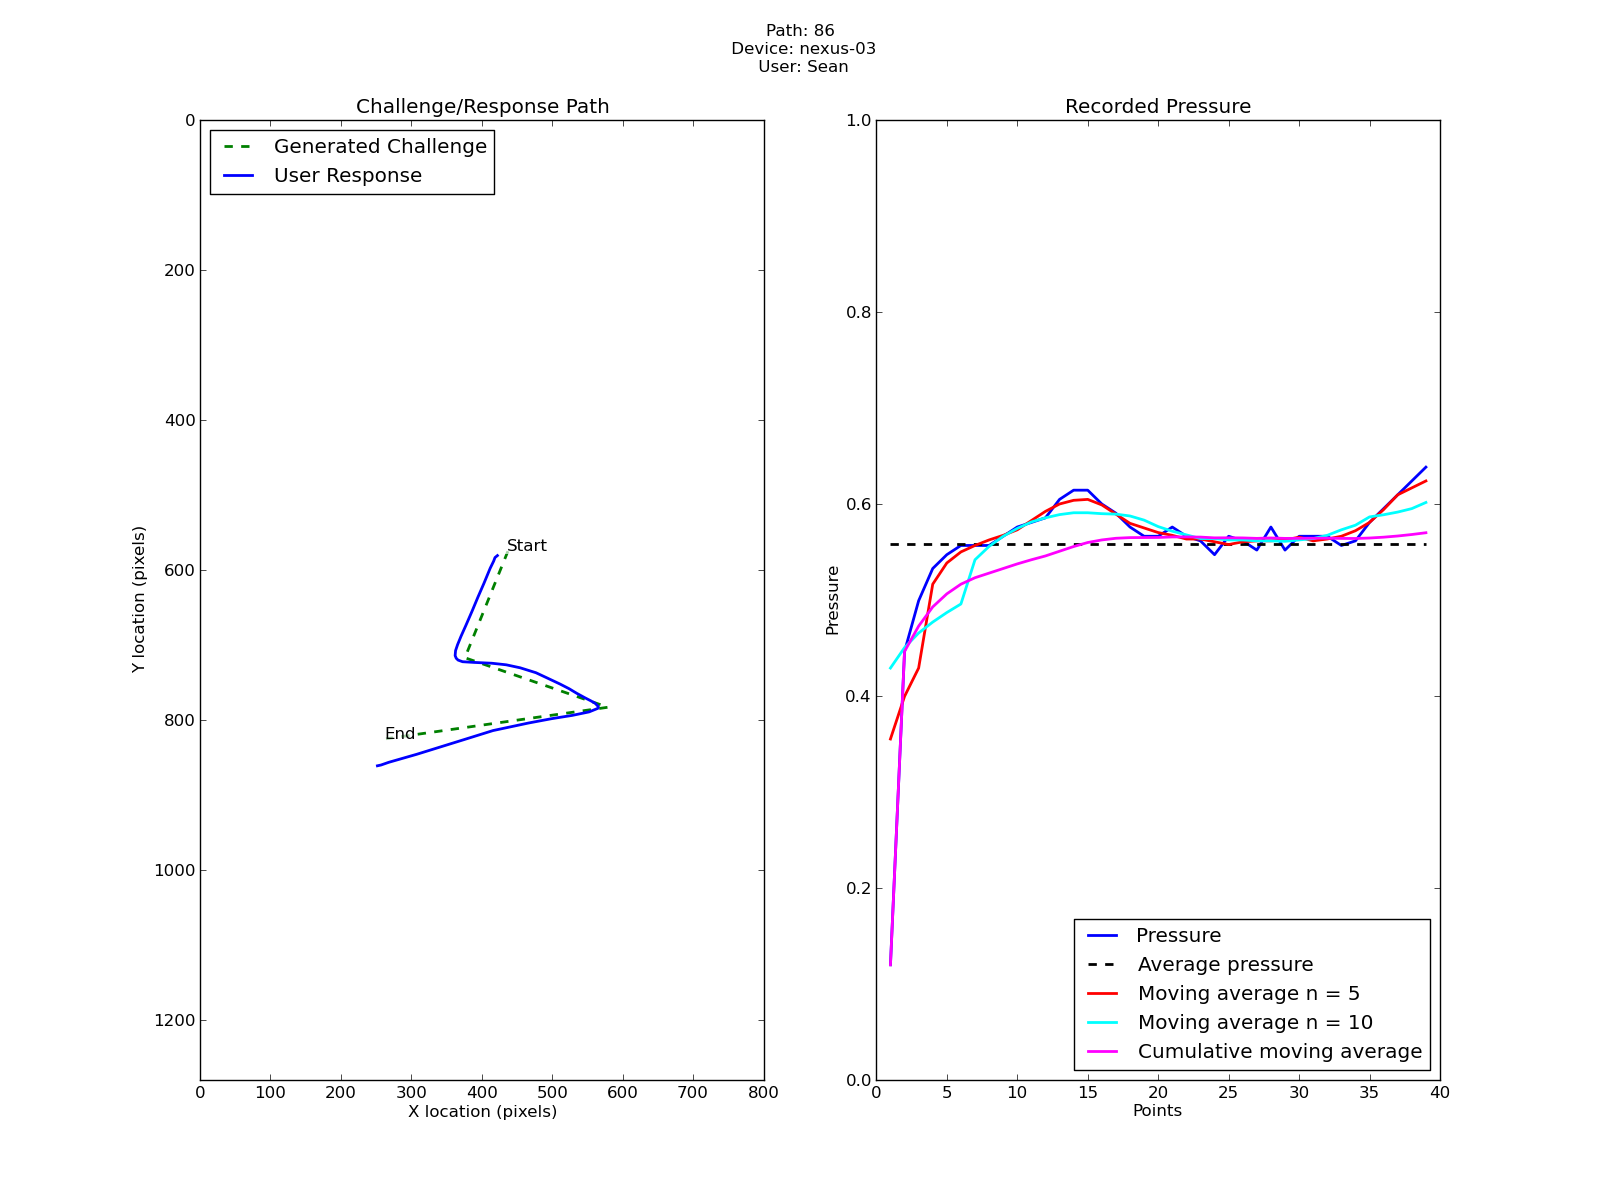 Path: 86
Device: nexus-03
User: Sean
Challenge/Response Path
Generated Challenge
User Response
0
200
400
600
800
1000
1200
Y location (pixels)
Start
End
0 100 200 300 400 500 600 700 800
X location (pixels)
Recorded Pressure
1.0
0.8
0.6
0.4
0.2
0.0
Pressure
Pressure
Average pressure
Moving average n = 5
Moving average n = 10
Cumulative moving average
0 5 10 15 20 25 30 35 40
Points